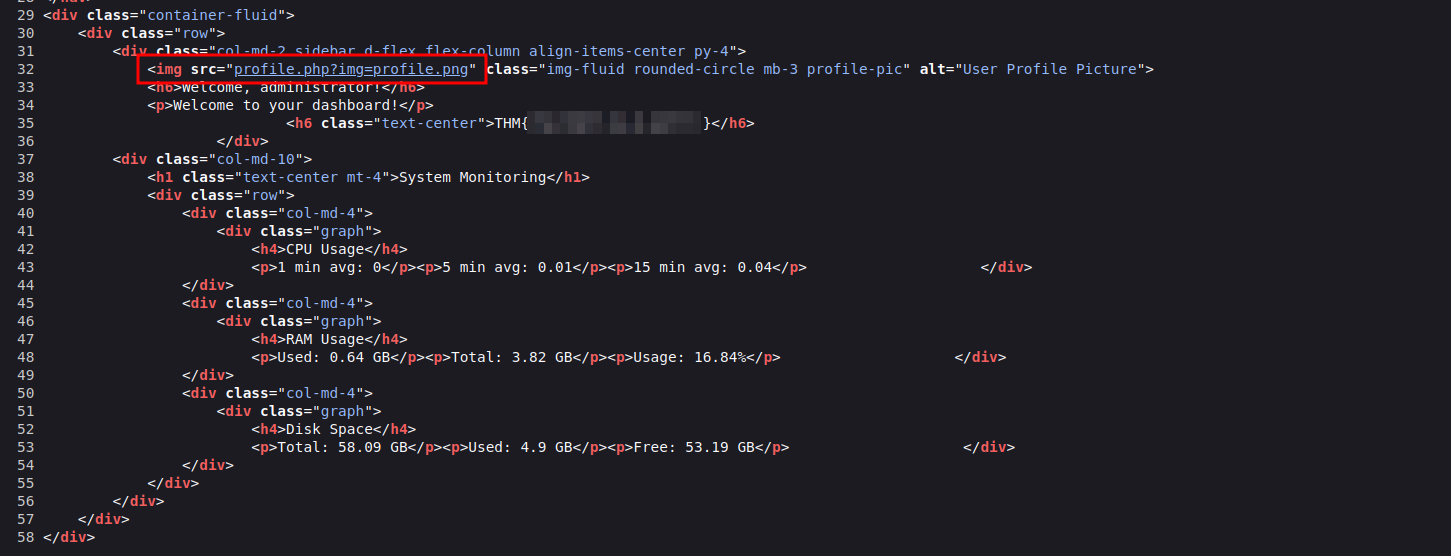 29 <div class="container-fluid">
30 <div class="row">
31 <div class="col-md-2 sidebar d-flex flex-column align-items-center py-4">
32 <img src="profile.php?img=profile.png" class="img-fluid rounded-circle mb-3 profile-pic" alt="User Profile Picture">
33 <h6>Welcome, administrator!</h6>
34 <p>Welcome to your dashboard!</p>
35 <h6 class="text-center">THM{ }</h6>
36 </div>
37 <div class="col-md-10">
38 <h1 class="text-center mt-4">System Monitoring</h1>
39 <div class="row">
40 <div class="col-md-4">
41 <div class="graph">
42 <h4>CPU Usage</h4>
43 <p>1 min avg: 0</p><p>5 min avg: 0.01</p><p>15 min avg: 0.04</p> </div>
44 </div>
45 <div class="col-md-4">
46 <div class="graph">
47 <h4>RAM Usage</h4>
48 <p>Used: 0.64 GB</p><p>Total: 3.82 GB</p><p>Usage: 16.84%</p> </div>
49 </div>
50 <div class="col-md-4">
51 <div class="graph">
52 <h4>Disk Space</h4>
53 <p>Total: 58.09 GB</p><p>Used: 4.9 GB</p><p>Free: 53.19 GB</p> </div>
54 </div>
55 </div>
56 </div>
57 </div>
58 </div>